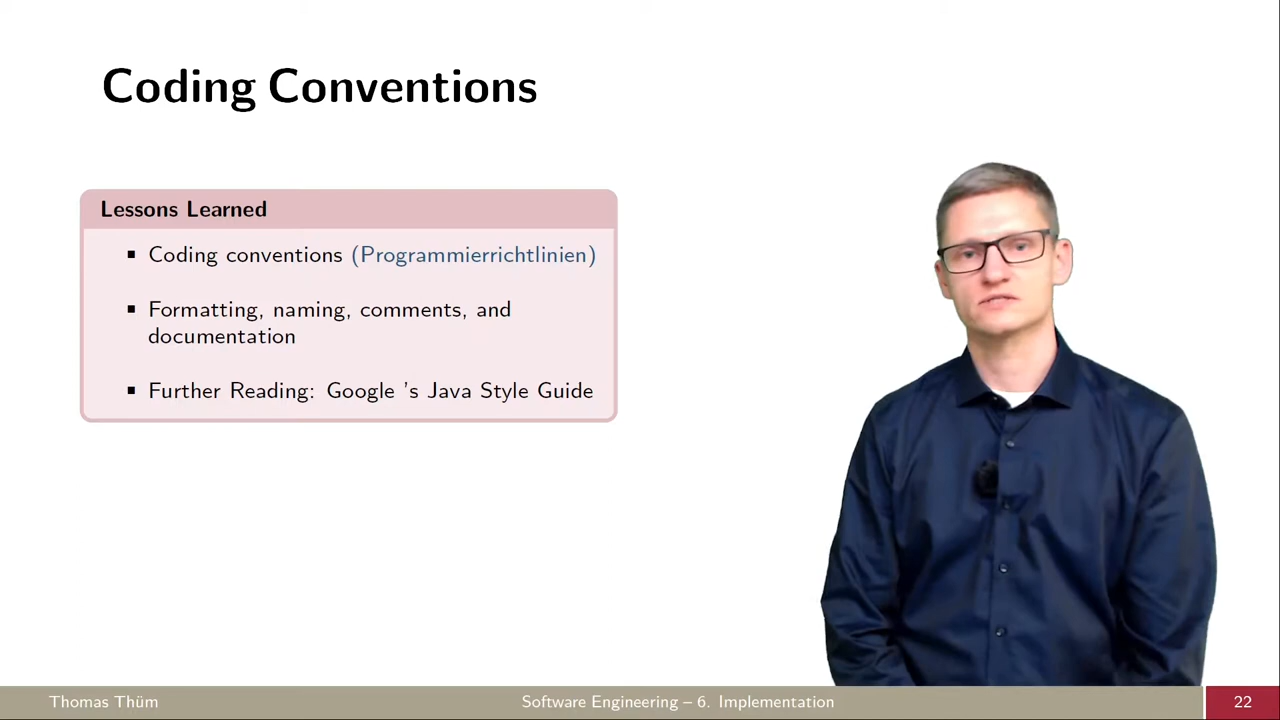 Coding Conventions
Lessons Learned
▪ Coding conventions (Programmierrichtlinien)
▪ Formatting, naming, comments, and
documentation
▪ Further Reading: Google 's Java Style Guide
Thomas Thüm
Software Engineering – 6. Implementation
22